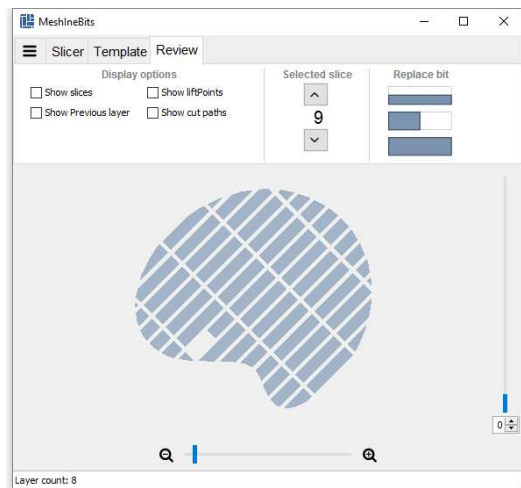 MeshIneBits
Slicer Template Review
Display options
Show slices Show liftPoints
Show Previous layer Show cut paths
Selected slice
9
Replace bit
0
Layer count: 8